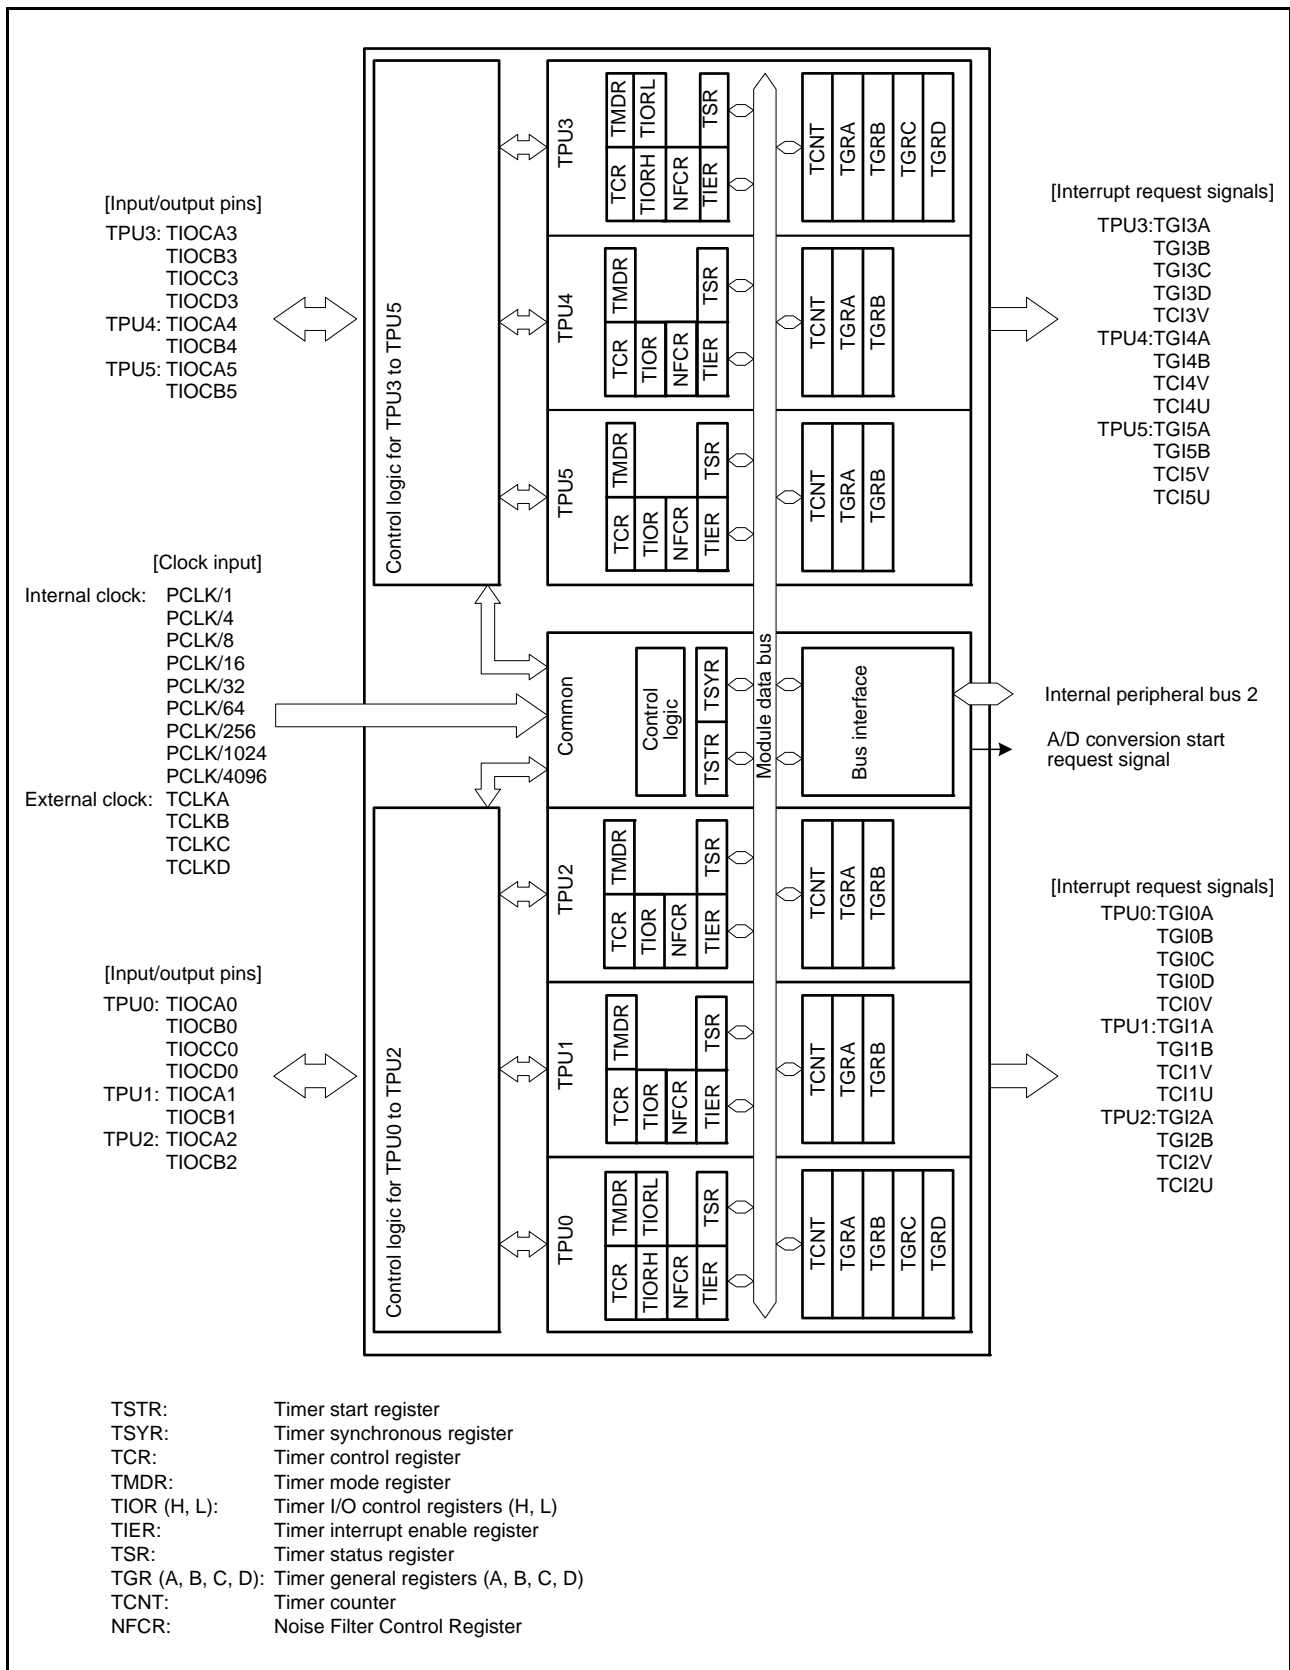 [Input/output pins]
TPU3: TIOCA3
TIOCB3
TIOCC3
TIOCD3
TPU4: TIOCA4
TIOCB4
TPU5: TIOCA5
TIOCB5
[Clock input]
Internal clock: PCLK/1
PCLK/4
PCLK/8
PCLK/16
PCLK/32
PCLK/64
PCLK/256
PCLK/1024
PCLK/4096
External clock: TCLKA
TCLKB
TCLKC
TCLKD
[Input/output pins]
TPU0: TIOCA0
TIOCB0
TIOCC0
TIOCD0
TPU1: TIOCA1
TIOCB1
TPU2: TIOCA2
TIOCB2
Control logic for TPU3 to TPU5
Control logic for TPU0 to TPU2
TPU3
TMDR
TIORL
TSR
TCR
TIORH
NFCR
TIER
TCNT
TGRA
TGRB
TGRC
TGRD
TPU4
TMDR
TSR
TCR
TIOR
NFCR
TIER
TCNT
TGRA
TGRB
TPU5
TMDR
TSR
TCR
TIOR
NFCR
TIER
TCNT
TGRA
TGRB
Common
Control
logic
TSYR
TSTR
Module data bus
Bus interface
TPU2
TMDR
TSR
TCR
TIOR
NFCR
TIER
TCNT
TGRA
TGRB
TPU1
TMDR
TSR
TCR
TIOR
NFCR
TIER
TCNT
TGRA
TGRB
TPU0
TMDR
TIORL
TSR
TCR
TIORH
NFCR
TIER
TCNT
TGRA
TGRB
TGRC
TGRD
[Interrupt request signals]
TPU3:TGI3A
TGI3B
TGI3C
TGI3D
TCI3V
TPU4:TGI4A
TGI4B
TCI4V
TCI4U
TPU5:TGI5A
TGI5B
TCI5V
TCI5U
Internal peripheral bus 2
A/D conversion start
request signal
[Interrupt request signals]
TPU0:TGI0A
TGI0B
TGI0C
TGI0D
TCI0V
TPU1:TGI1A
TGI1B
TCI1V
TCI1U
TPU2:TGI2A
TGI2B
TCI2V
TCI2U
TSTR: Timer start register
TSYR: Timer synchronous register
TCR: Timer control register
TMDR: Timer mode register
TIOR (H, L): Timer I/O control registers (H, L)
TIER: Timer interrupt enable register
TSR: Timer status register
TGR (A, B, C, D): Timer general registers (A, B, C, D)
TCNT: Timer counter
NFCR: Noise Filter Control Register